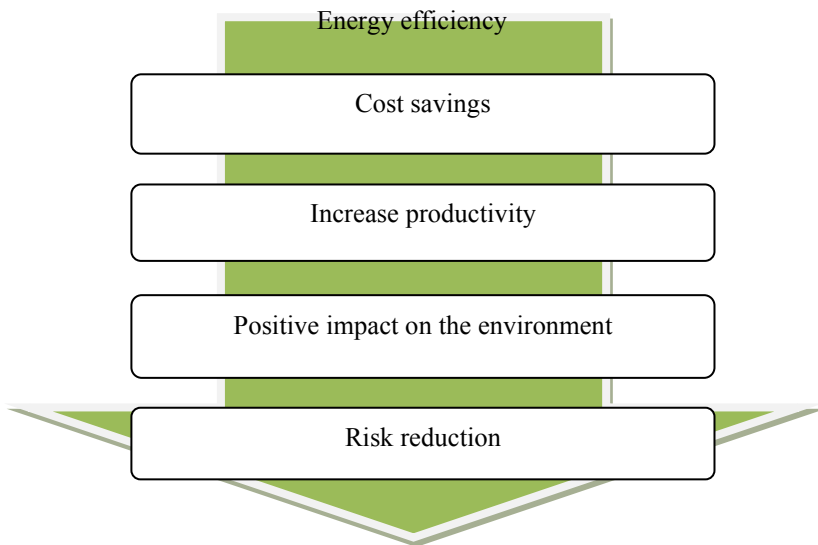 Energy efficiency
Cost savings
Increase productivity
Positive impact on the environment
Risk reduction